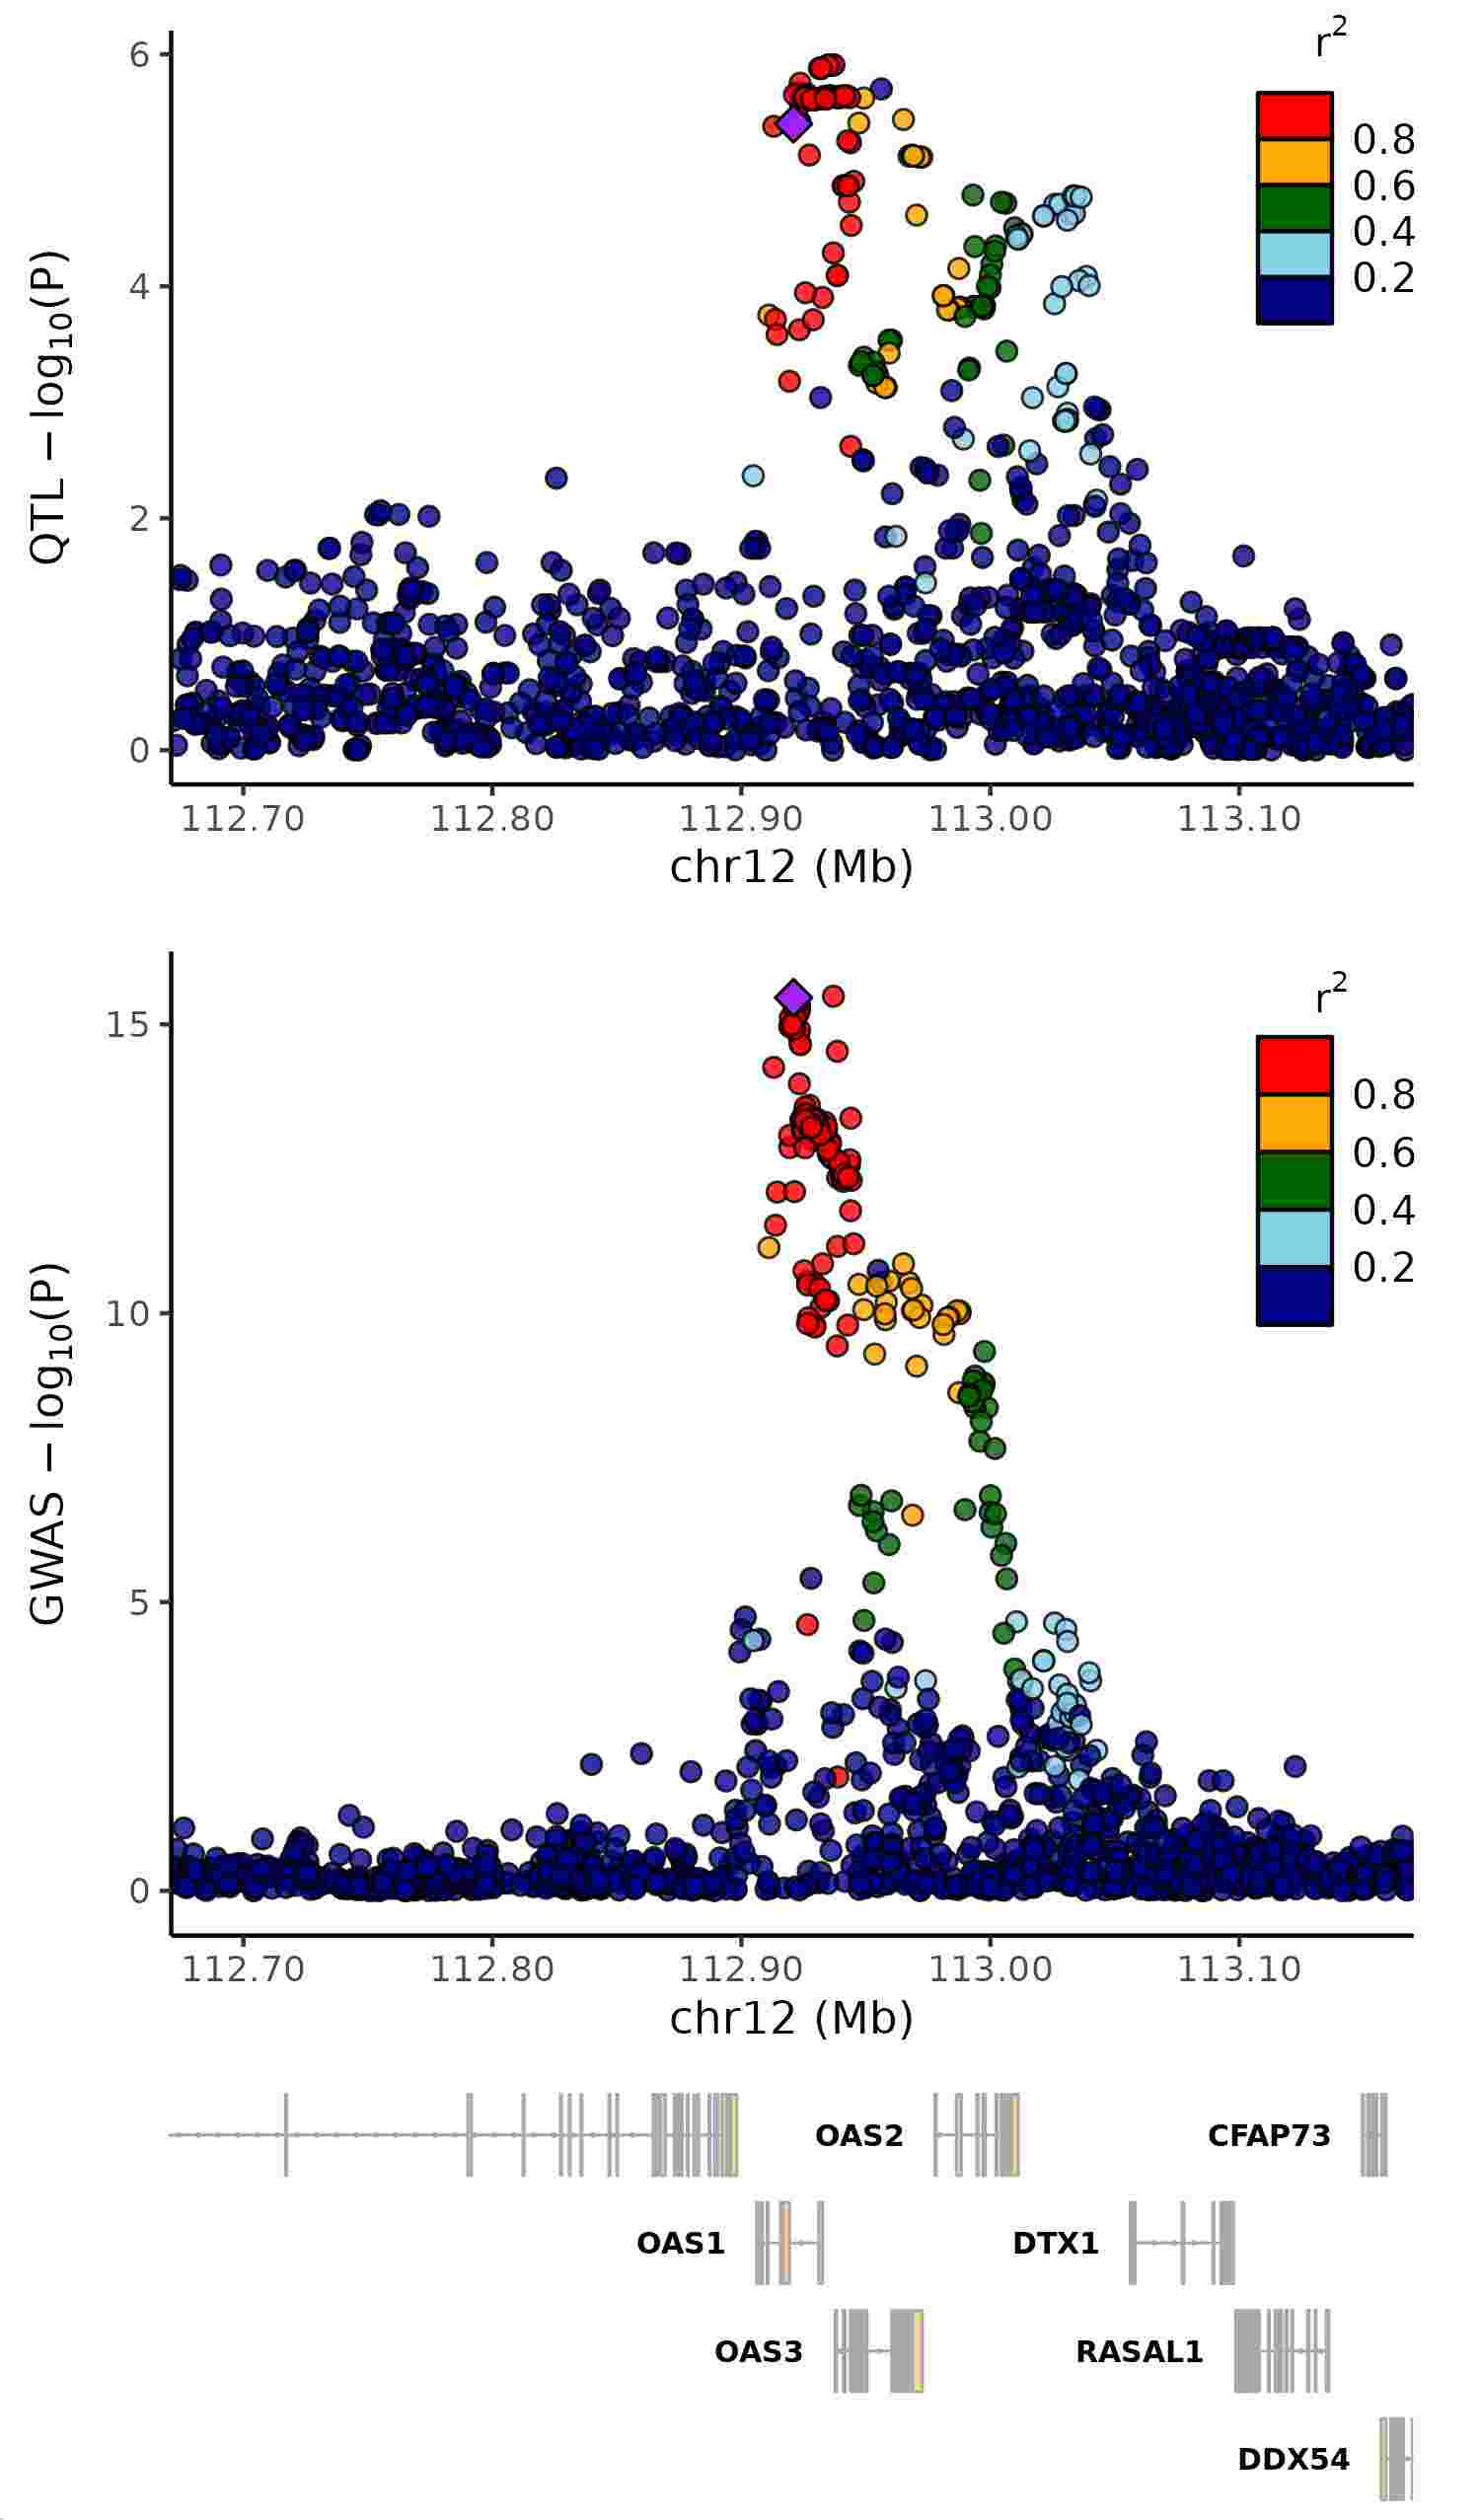 r2
6
4
2
0
QTL − log10(P)
0.8
0.6
0.4
0.2
112.70 112.80 112.90 113.00 113.10
chr12 (Mb)
r2
15
10
5
0
GWAS − log10(P)
0.8
0.6
0.4
0.2
112.70 112.80 112.90 113.00 113.10
chr12 (Mb)
OAS2 CFAP73
OAS1 DTX1
OAS3 RASAL1
DDX54